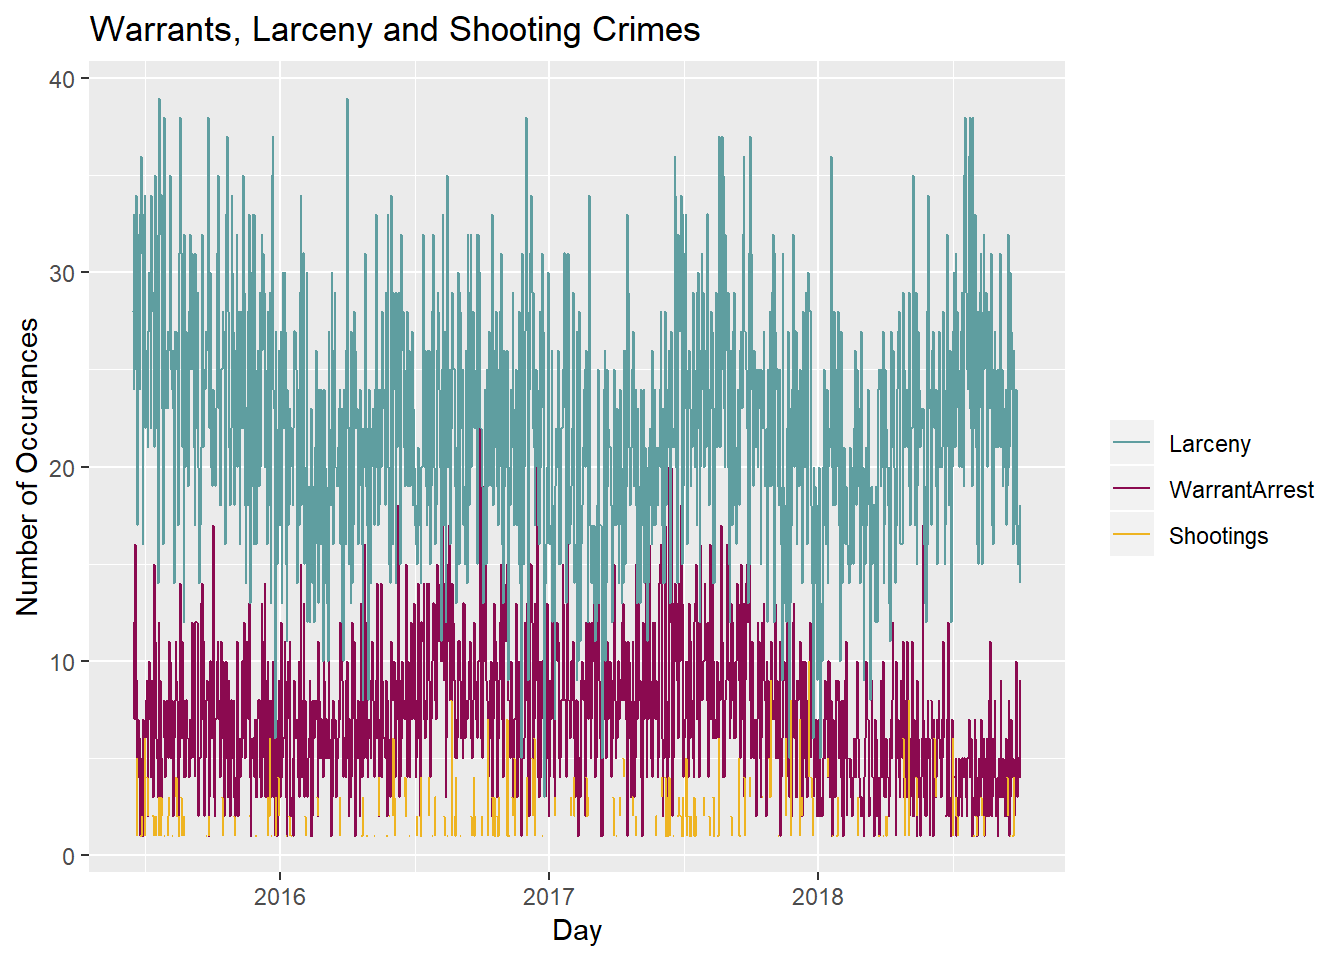 Warrants, Larceny and Shooting Crimes
40
30
20
10
0
Number of Occurances
2016
2017
2018
Day
Larceny
WarrantArrest
Shootings